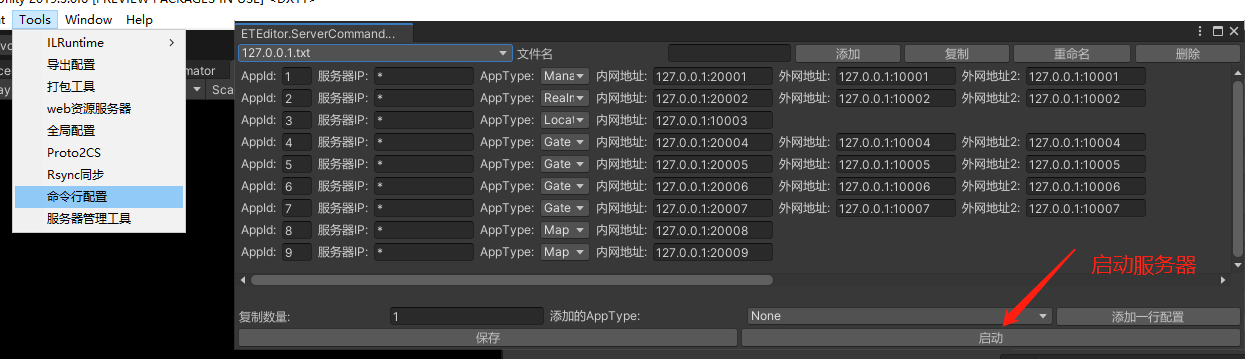 Unity 2019.3.0f6 [PREVIEW PACKAGES IN USE] <DX11>
Tools Window Help
ILRuntime
导出配置
打包工具
web资源服务器
全局配置
Proto2CS
Rsync同步
命令行配置
服务器管理工具
mator
Sca
ETEditor.ServerCommand...
127.0.0.1.txt 文件名 添加 复制 重命名 删除
AppId: 1 服务器IP: * AppType: Mana 内网地址: 127.0.0.1:20001 外网地址: 127.0.0.1:10001 外网地址2: 127.0.0.1:10001
AppId: 2 服务器IP: * AppType: Realm 内网地址: 127.0.0.1:20002 外网地址: 127.0.0.1:10002 外网地址2: 127.0.0.1:10002
AppId: 3 服务器IP: * AppType: Locat 内网地址: 127.0.0.1:10003
AppId: 4 服务器IP: * AppType: Gate 内网地址: 127.0.0.1:20004 外网地址: 127.0.0.1:10004 外网地址2: 127.0.0.1:10004
AppId: 5 服务器IP: * AppType: Gate 内网地址: 127.0.0.1:20005 外网地址: 127.0.0.1:10005 外网地址2: 127.0.0.1:10005
AppId: 6 服务器IP: * AppType: Gate 内网地址: 127.0.0.1:20006 外网地址: 127.0.0.1:10006 外网地址2: 127.0.0.1:10006
AppId: 7 服务器IP: * AppType: Gate 内网地址: 127.0.0.1:20007 外网地址: 127.0.0.1:10007 外网地址2: 127.0.0.1:10007
AppId: 8 服务器IP: * AppType: Map 内网地址: 127.0.0.1:20008
AppId: 9 服务器IP: * AppType: Map 内网地址: 127.0.0.1:20009
启动服务器
复制数量: 1 添加的AppType: None 添加一行配置
保存 启动